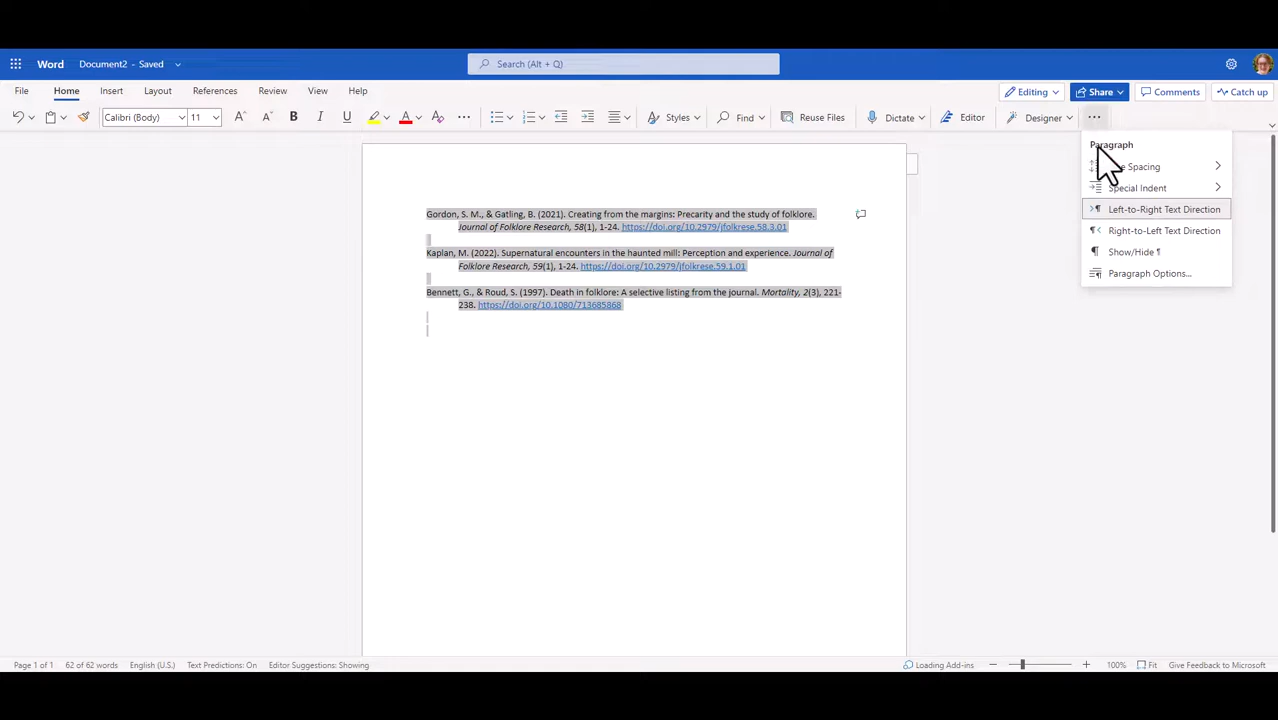 Word Document2 - Saved Search (Alt + Q)
File Home Insert Layout References Review View Help Editing Share Comments Catch up
Calibri (Body) 11 A A B I U A A Styles Find Reuse Files Dictate Editor Designer ...
Paragraph
Spacing
Special Indent
Left-to-Right Text Direction
Right-to-Left Text Direction
Show/Hide ¶
Paragraph Options...
Gordon, S. M., & Gatling, B. (2021). Creating from the margins: Precarity and the study of folklore.
Journal of Folklore Research, 58(1), 1-24. https://doi.org/10.2979/jfolkrese.58.3.01
Kaplan, M. (2022). Supernatural encounters in the haunted mill: Perception and experience. Journal of
Folklore Research, 59(1), 1-24. https://doi.org/10.2979/jfolkrese.59.1.01
Bennett, G., & Roud, S. (1997). Death in folklore: A selective listing from the journal. Mortality, 2(3), 221-
238. https://doi.org/10.1080/713685868
Page 1 of 1 62 of 62 words English (U.S.) Text Predictions: On Editor Suggestions: Showing Loading Add-ins 100% Fit Give Feedback to Microsoft